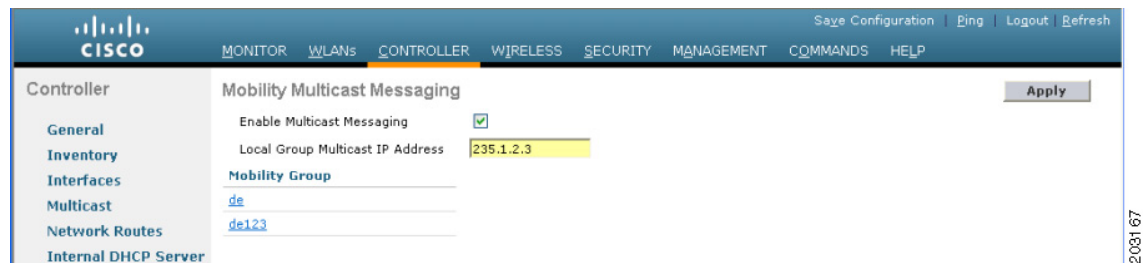 Save Configuration | Ping | Logout | Refresh
CISCO
MONITOR WLANs CONTROLLER WIRELESS SECURITY MANAGEMENT COMMANDS HELP
Controller
General
Inventory
Interfaces
Multicast
Network Routes
Internal DHCP Server
Mobility Multicast Messaging
Apply
Enable Multicast Messaging
Local Group Multicast IP Address 235.1.2.3
Mobility Group
de
de123
203167